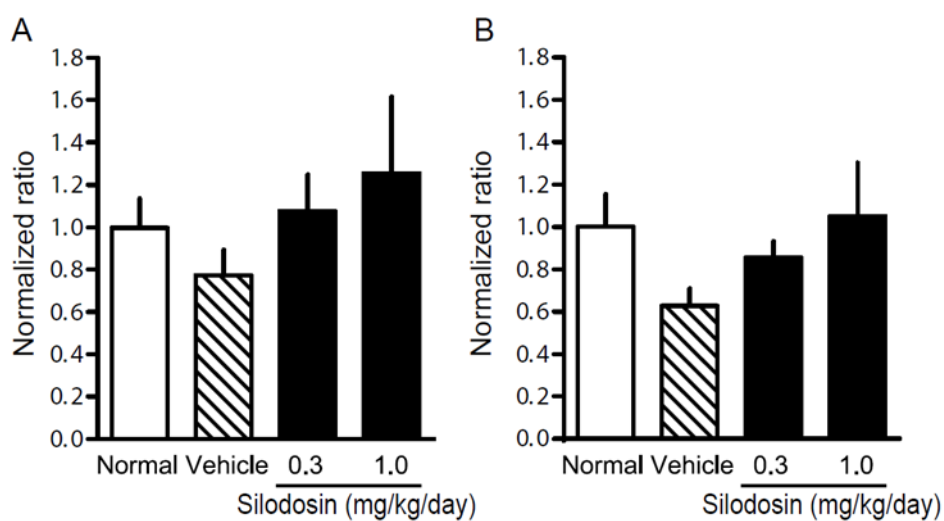 A
Normalized ratio
1.8
1.6
1.4
1.2
1.0
0.8
0.6
0.4
0.2
0.0
Normal Vehicle 0.3 1.0
Silodosin (mg/kg/day)
B
Normalized ratio
1.8
1.6
1.4
1.2
1.0
0.8
0.6
0.4
0.2
0.0
Normal Vehicle 0.3 1.0
Silodosin (mg/kg/day)